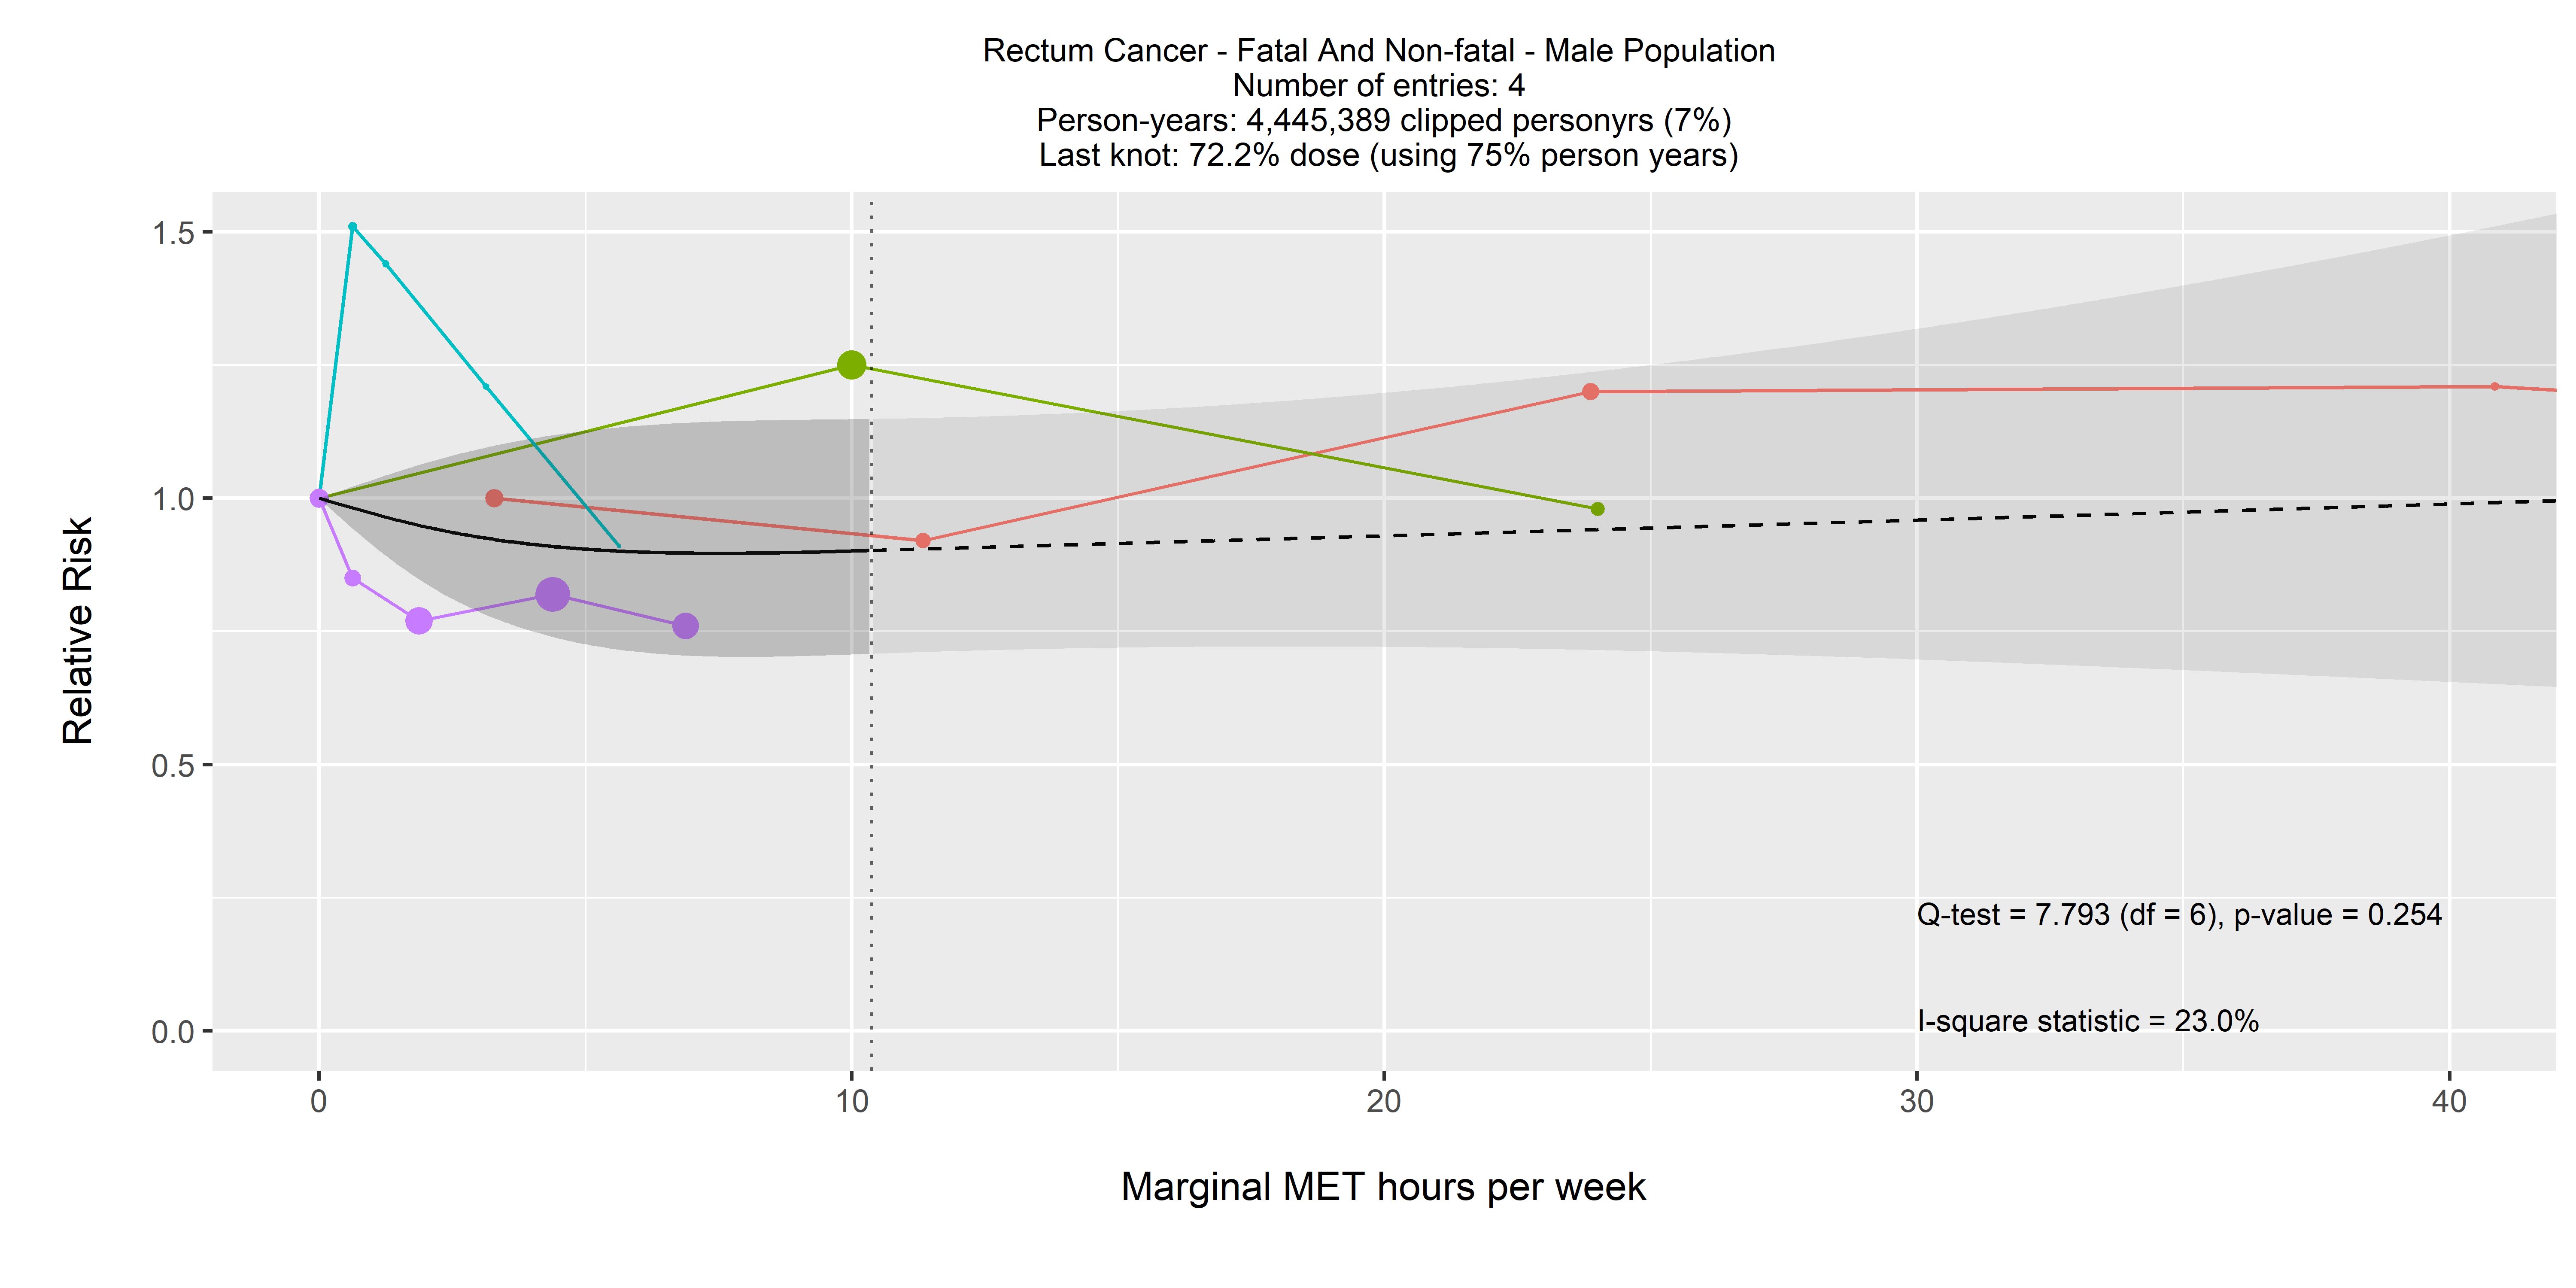 Rectum Cancer - Fatal And Non-fatal - Male Population
Number of entries: 4
Person-years: 4,445,389 clipped personyrs (7%)
Last knot: 72.2% dose (using 75% person years)
1.5
1.0
0.5
0.0
Relative Risk
Q-test = 7.793 (df = 6), p-value = 0.254
I-square statistic = 23.0%
0 10 20 30 40
Marginal MET hours per week